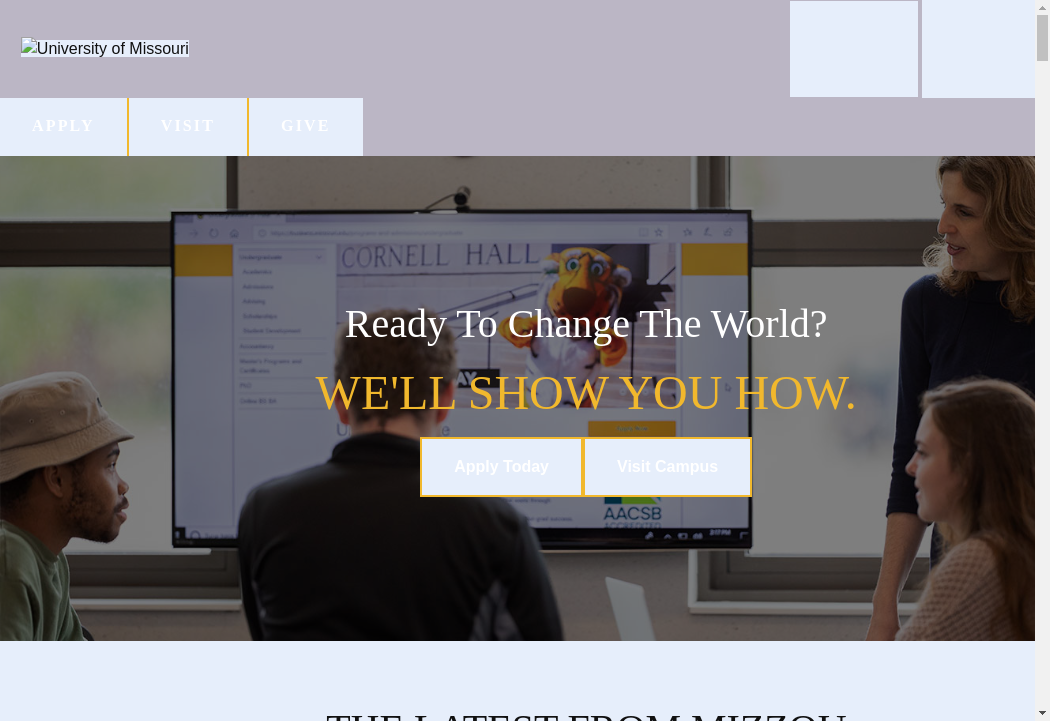 University of Missouri
APPLY
VISIT
GIVE
CORNELL HALL
Ready To Change The World?
WE'LL SHOW YOU HOW.
Apply Today
Visit Campus
AACSB
ACCREDITED
THE LATEST FROM MIZZOU